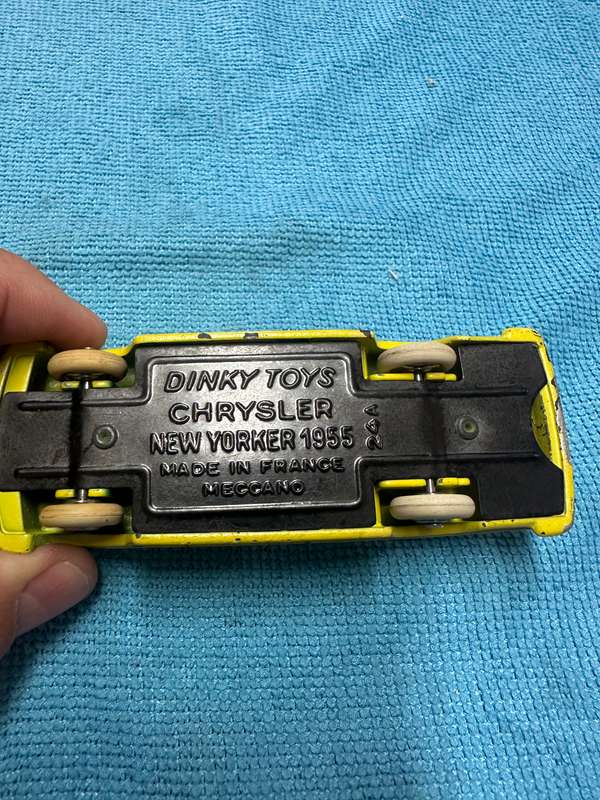 DINKY TOYS
CHRYSLER
NEW YORKER 1955
MADE IN FRANCE
MECCANO
24A